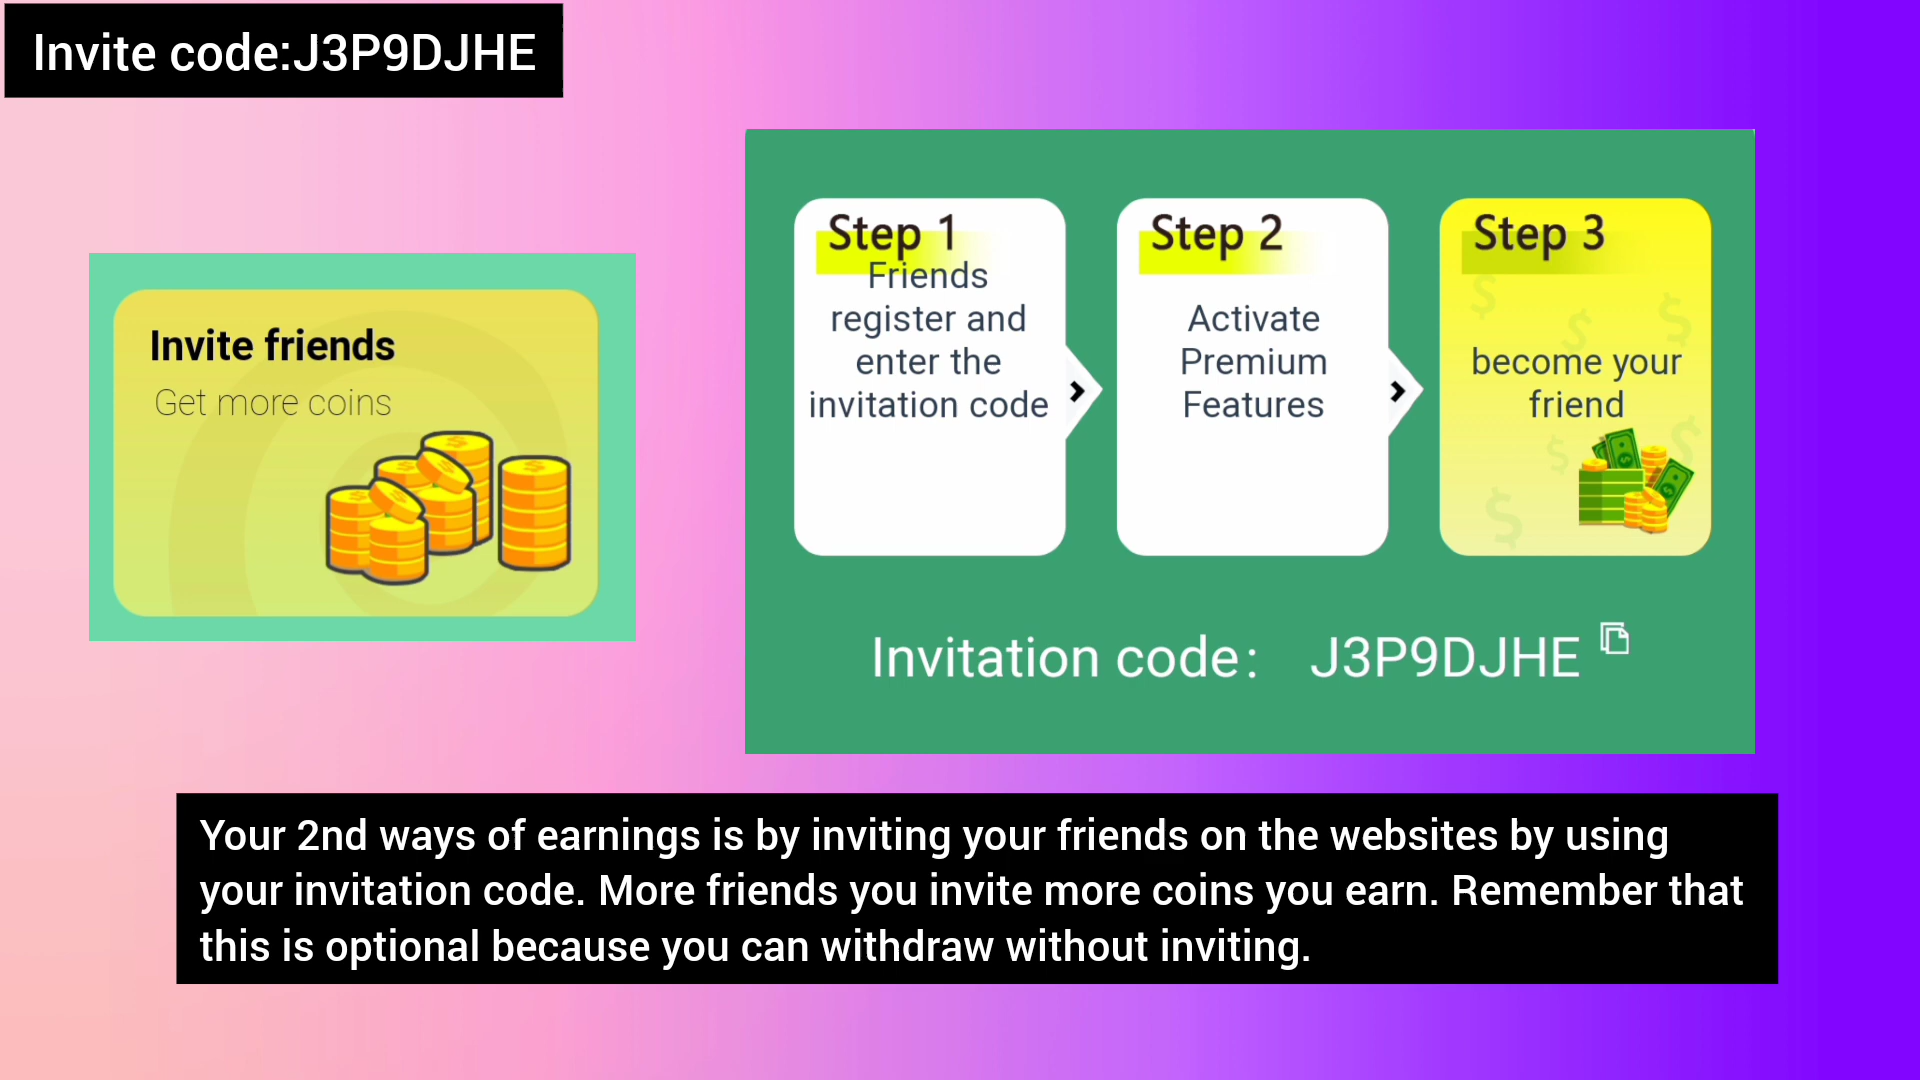 Invite code:J3P9DJHE
Invite friends
Get more coins
Step 1
Friends
register and
enter the
invitation code
Step 2
Activate
Premium
Features
Step 3
become your
friend
Invitation code: J3P9DJHE
Your 2nd ways of earnings is by inviting your friends on the websites by using
your invitation code. More friends you invite more coins you earn. Remember that
this is optional because you can withdraw without inviting.